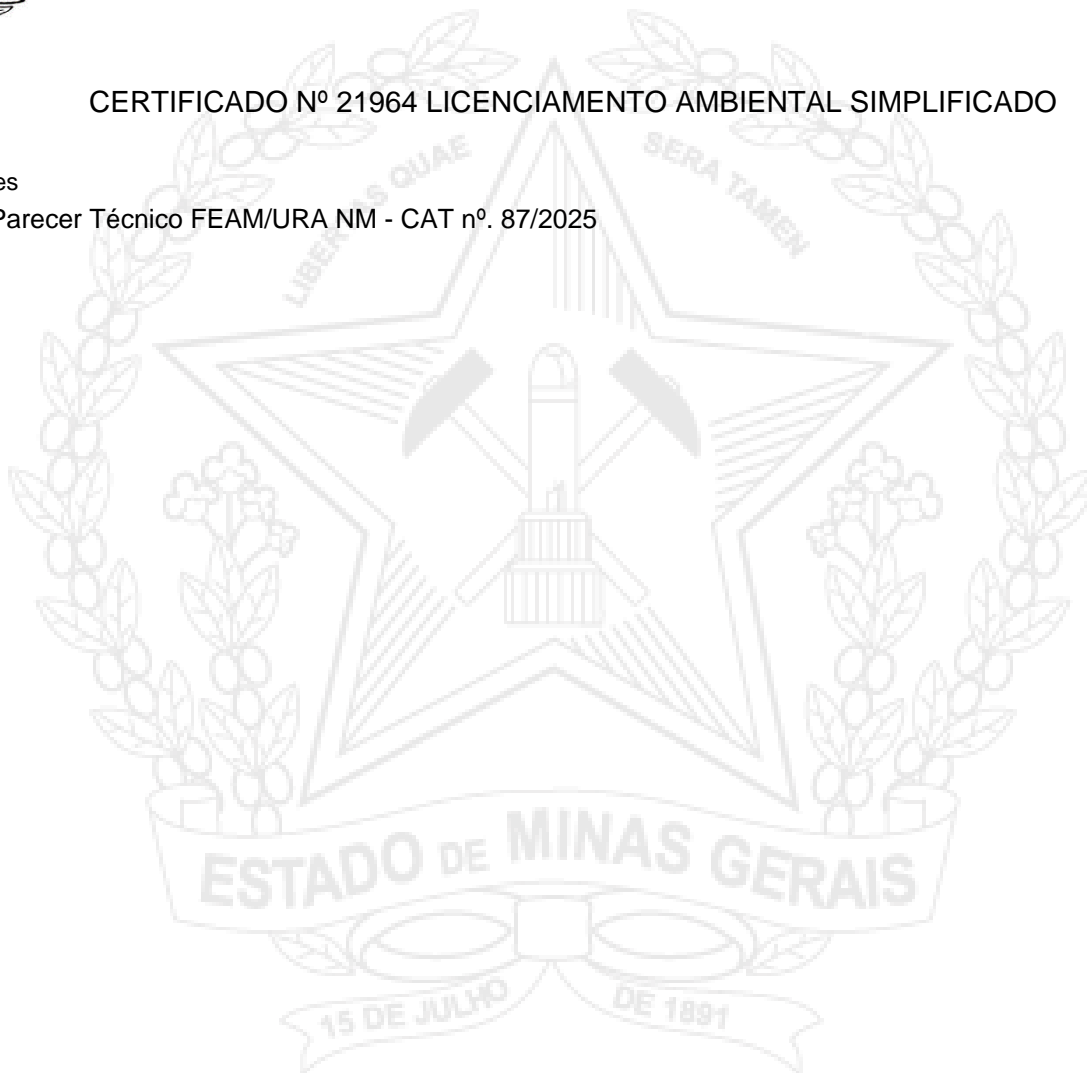 CERTIFICADO Nº 21964 LICENCIAMENTO AMBIENTAL SIMPLIFICADO
es
Parecer Técnico FEAM/URA NM - CAT nº. 87/2025
LIBERTAS QUAE SERA TAMEN
ESTADO DE MINAS GERAIS
15 DE JULHO DE 1891